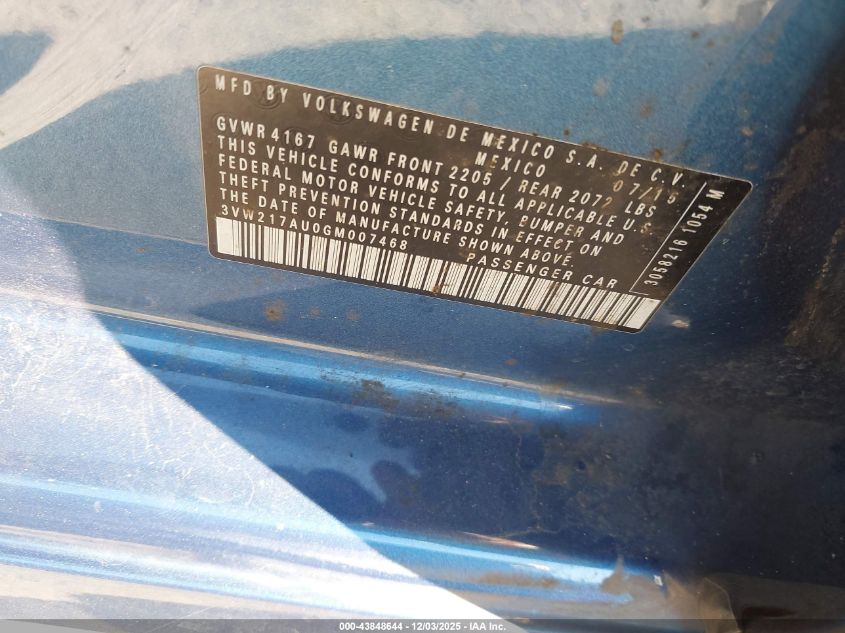 MFD BY VOLKSWAGEN DE MEXICO S.A. DE C.V.
MEXICO 07/15
GVWR 4167 GAWR FRONT 2205 / REAR 2072 LBS
THIS VEHICLE CONFORMS TO ALL APPLICABLE U.S.
FEDERAL MOTOR VEHICLE SAFETY, BUMPER AND
THEFT PREVENTION STANDARDS IN EFFECT ON
THE DATE OF MANUFACTURE SHOWN ABOVE.
3VW217AU0GM007468
PASSENGER CAR
3058216 1054 M
000-43848644 - 12/03/2025 - IAA Inc.